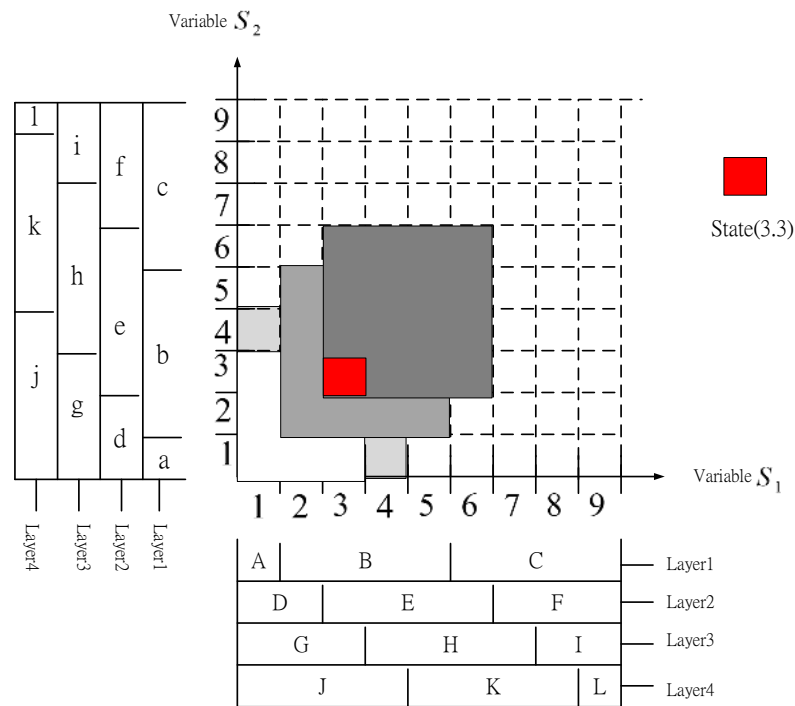 Variable S₂
l
i
f
c
k
h
e
b
j
g
d
a
Layer4
Layer3
Layer2
Layer1
9
8
7
6
5
4
3
2
1
State(3.3)
Variable S₁
1 2 3 4 5 6 7 8 9
A B C Layer1
D E F Layer2
G H I Layer3
J K L Layer4